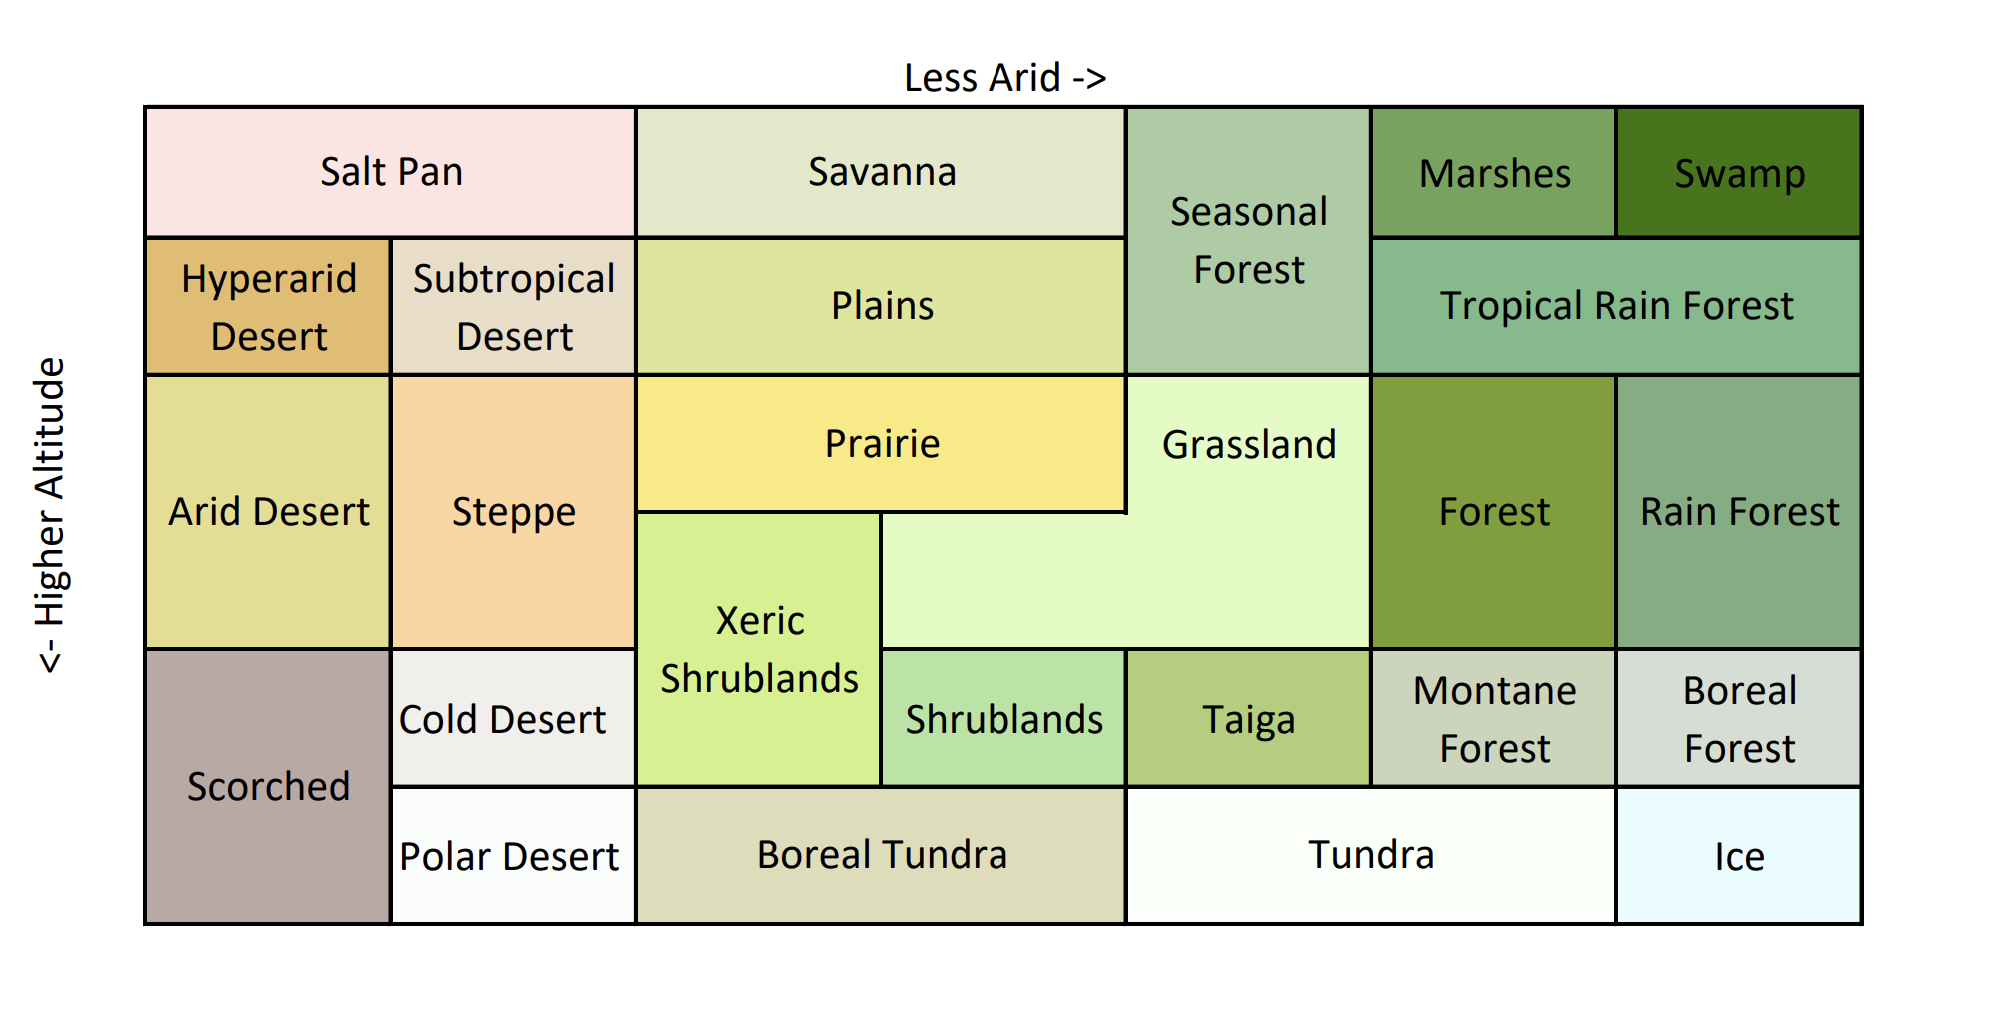 Less Arid ->
<- Higher Altitude
Salt Pan
Savanna
Seasonal
Forest
Marshes
Swamp
Hyperarid
Desert
Subtropical
Desert
Plains
Tropical Rain Forest
Arid Desert
Steppe
Prairie
Grassland
Forest
Rain Forest
Xeric
Shrublands
Scorched
Cold Desert
Shrublands
Taiga
Montane
Forest
Boreal
Forest
Polar Desert
Boreal Tundra
Tundra
Ice